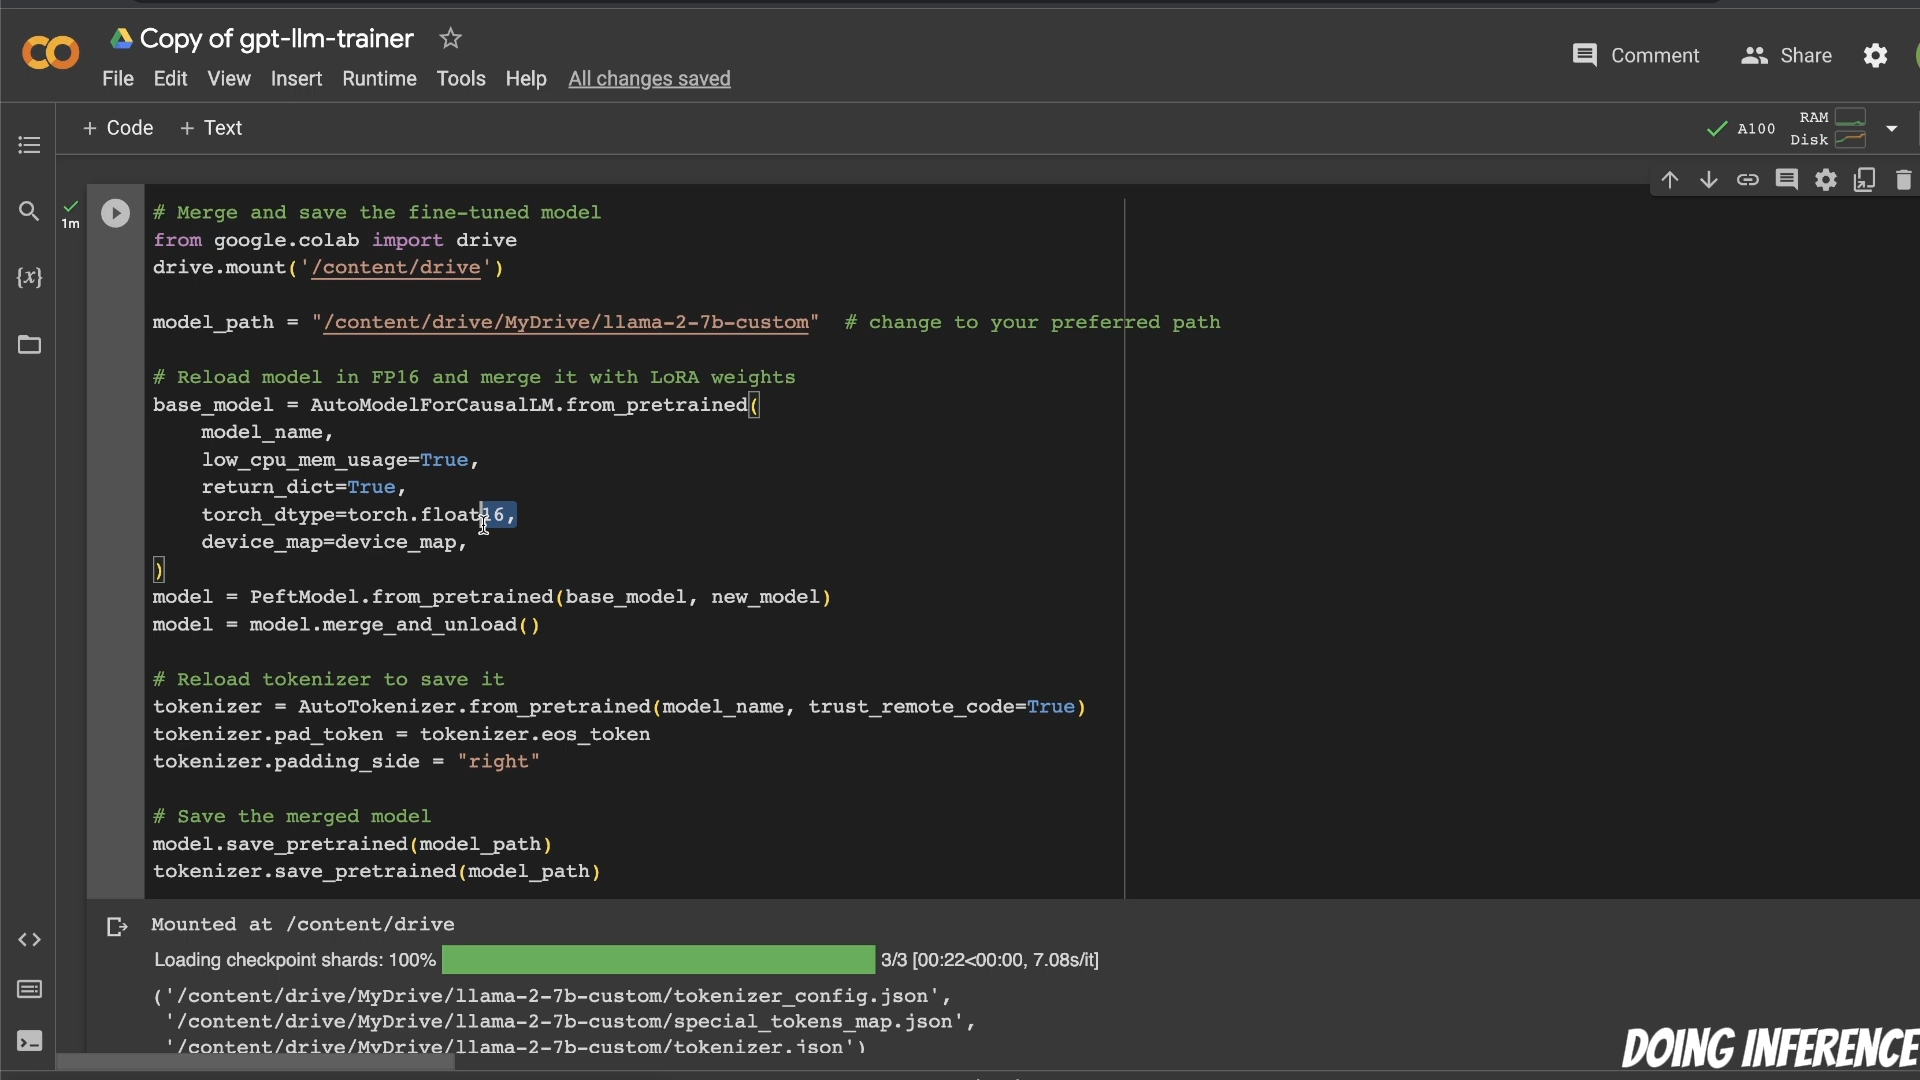 Copy of gpt-llm-trainer
Comment
Share
File Edit View Insert Runtime Tools Help All changes saved
+ Code + Text
A100
RAM
Disk
1m
# Merge and save the fine-tuned model
from google.colab import drive
drive.mount('/content/drive')
model_path = "/content/drive/MyDrive/llama-2-7b-custom"  # change to your preferred path
# Reload model in FP16 and merge it with LoRA weights
base_model = AutoModelForCausalLM.from_pretrained(
    model_name,
    low_cpu_mem_usage=True,
    return_dict=True,
    torch_dtype=torch.float16,
    device_map=device_map,
)
model = PeftModel.from_pretrained(base_model, new_model)
model = model.merge_and_unload()
# Reload tokenizer to save it
tokenizer = AutoTokenizer.from_pretrained(model_name, trust_remote_code=True)
tokenizer.pad_token = tokenizer.eos_token
tokenizer.padding_side = "right"
# Save the merged model
model.save_pretrained(model_path)
tokenizer.save_pretrained(model_path)
Mounted at /content/drive
Loading checkpoint shards: 100% 3/3 [00:22<00:00, 7.08s/it]
('/content/drive/MyDrive/llama-2-7b-custom/tokenizer_config.json',
 '/content/drive/MyDrive/llama-2-7b-custom/special_tokens_map.json',
 '/content/drive/MyDrive/llama-2-7b-custom/tokenizer.json')
DOING INFERENCE